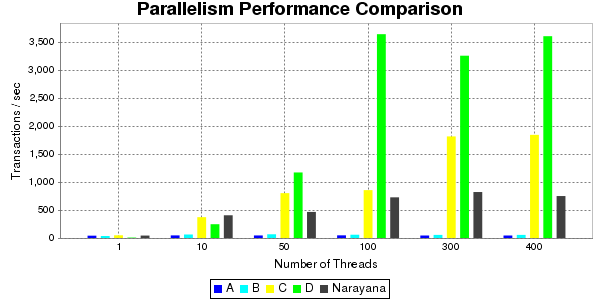 Parallelism Performance Comparison
Transactions / sec
3,500
3,000
2,500
2,000
1,500
1,000
500
0
1 10 50 100 300 400
Number of Threads
A B C D Narayana